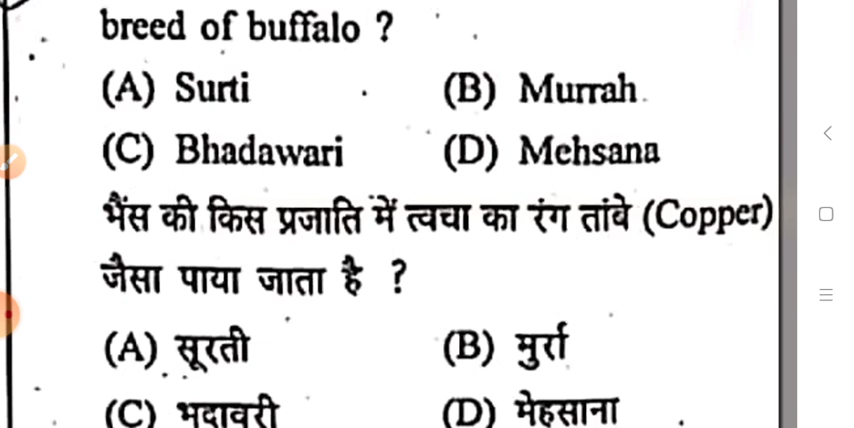 breed of buffalo ?
(A) Surti (B) Murrah
(C) Bhadawari (D) Mehsana
भैंस की किस प्रजाति में त्वचा का रंग तांबे (Copper)
जैसा पाया जाता है ?
(A) सूरती (B) मुर्रा
(C) भदावरी (D) मेहसाना